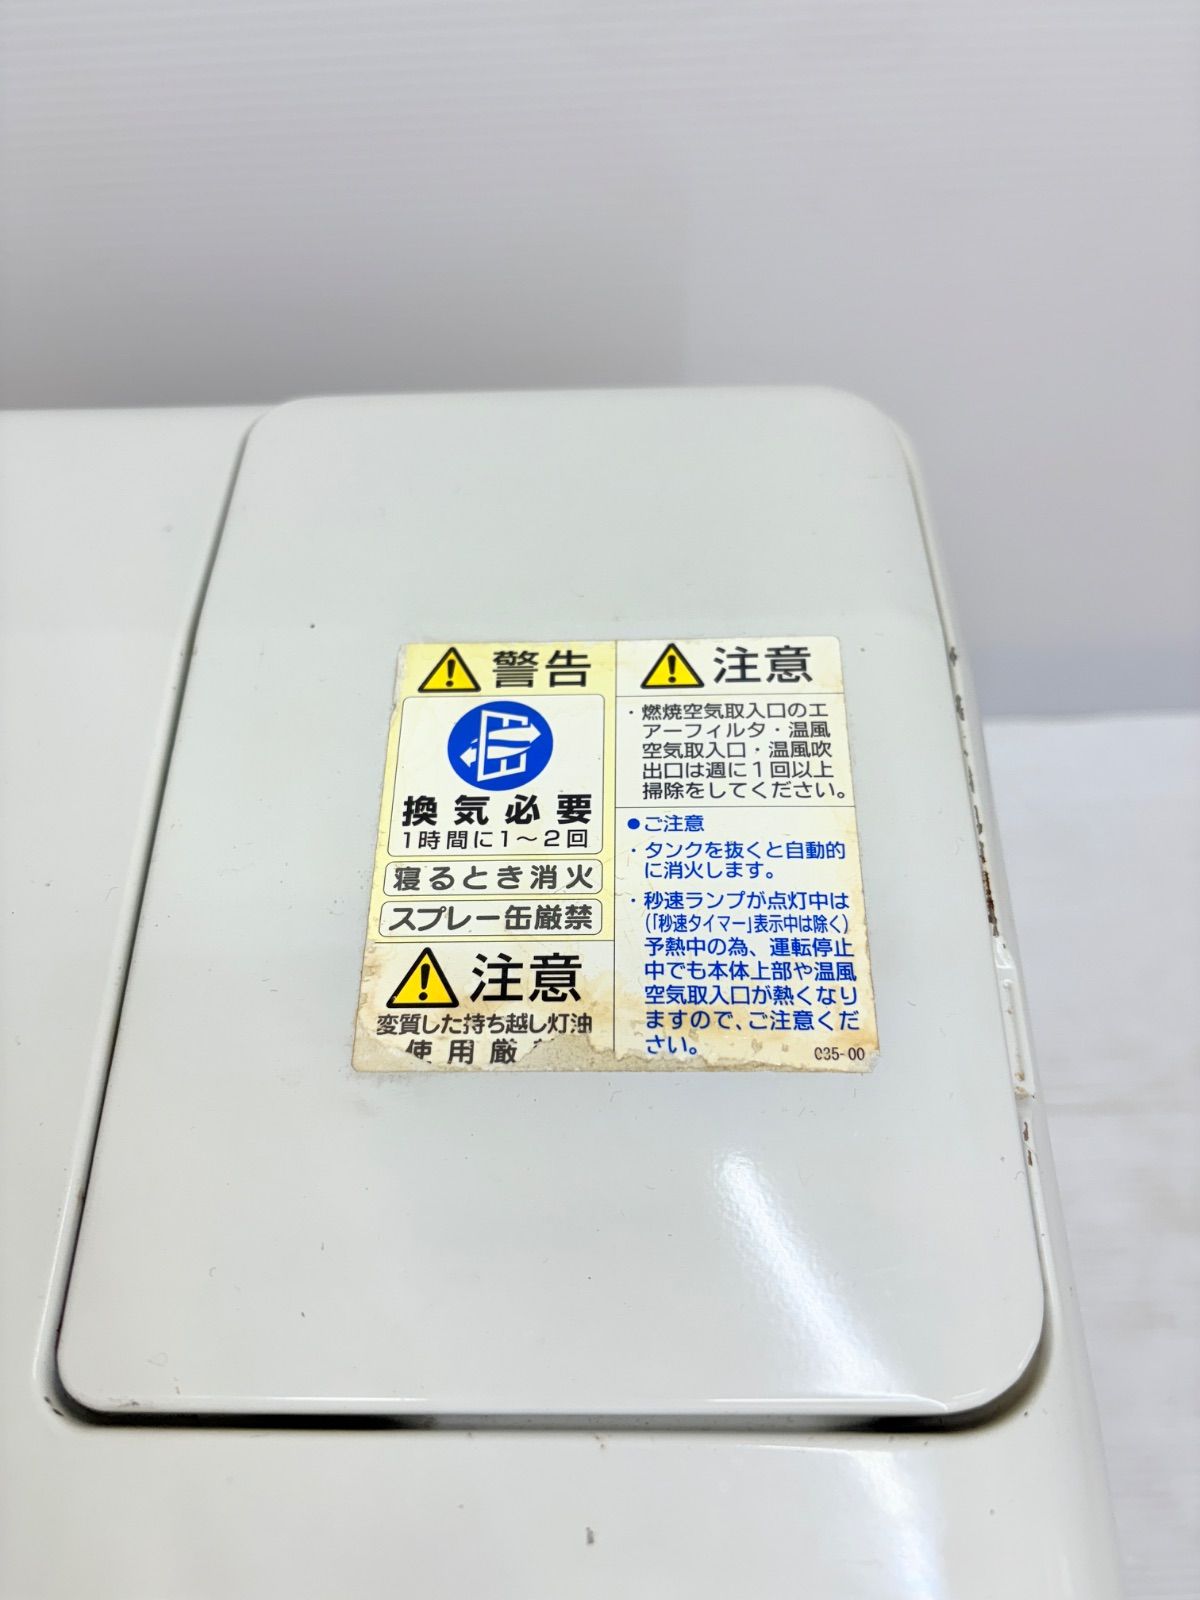 警告
換気必要
1時間に1～2回
寝るとき消火
スプレー缶厳禁
注意
変質した持ち越し灯油
使用厳
注意
・燃焼空気取入口のエ
アーフィルタ・温風
空気取入口・温風吹
出口は週に1回以上
掃除をしてください。
●ご注意
・タンクを抜くと自動的
に消火します。
・秒速ランプが点灯中は
(「秒速タイマー」表示中は除く)
予熱中の為、運転停止
中でも本体上部や温風
空気取入口が熱くなり
ますので、ご注意くだ
さい。
035-00